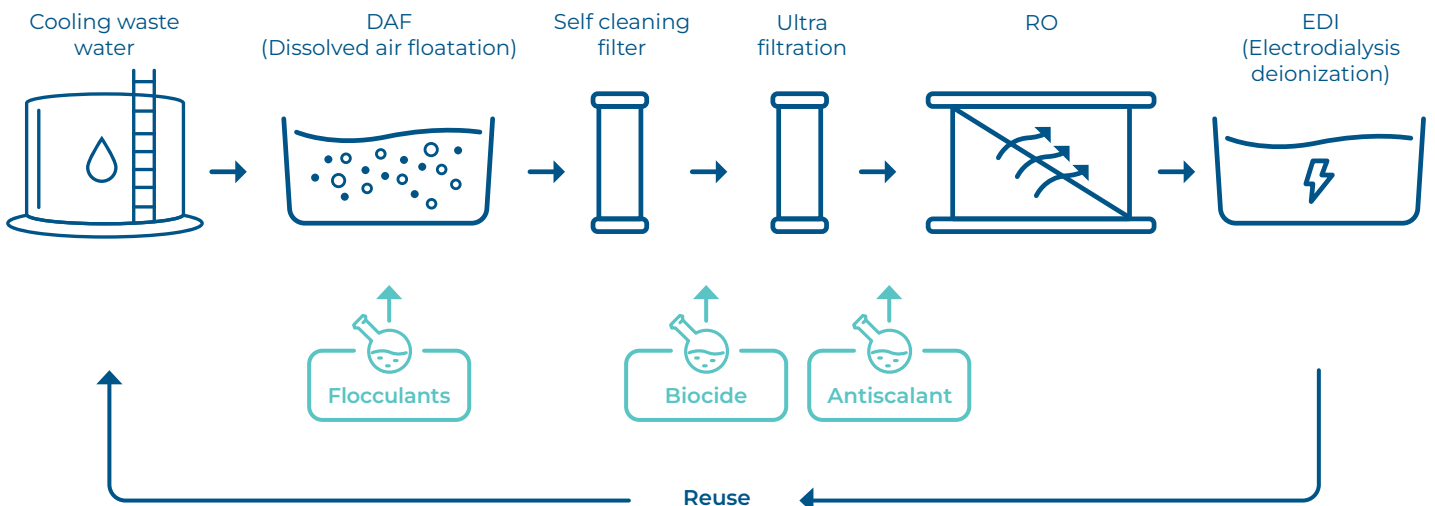 Cooling waste
water
DAF
(Dissolved air floatation)
Self cleaning
filter
Ultra
filtration
RO
EDI
(Electrodialysis
deionization)
Flocculants
Biocide
Antiscalant
Reuse